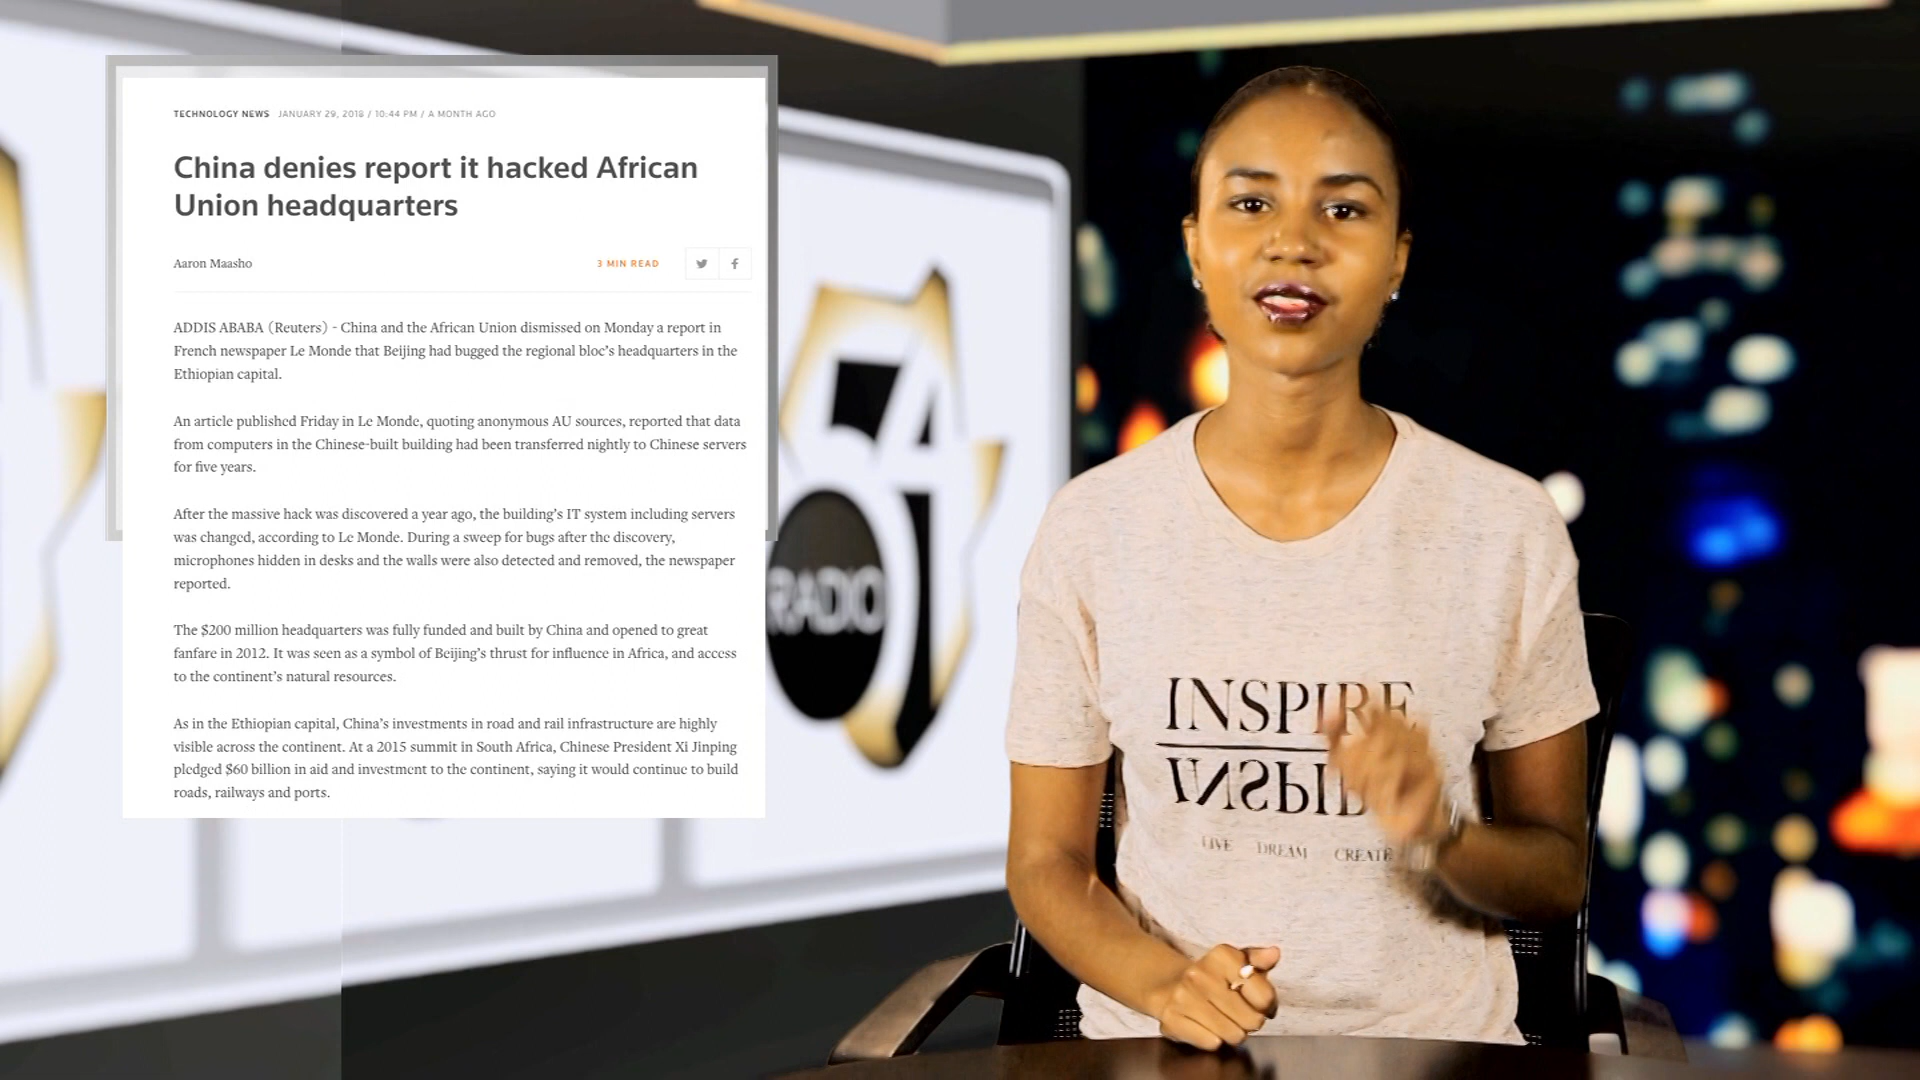 TECHNOLOGY NEWS JANUARY 29, 2018 / 10:44 PM / A MONTH AGO
China denies report it hacked African
Union headquarters
Aaron Maasho
3 MIN READ
ADDIS ABABA (Reuters) - China and the African Union dismissed on Monday a report in
French newspaper Le Monde that Beijing had bugged the regional bloc’s headquarters in the
Ethiopian capital.
An article published Friday in Le Monde, quoting anonymous AU sources, reported that data
from computers in the Chinese-built building had been transferred nightly to Chinese servers
for five years.
After the massive hack was discovered a year ago, the building’s IT system including servers
was changed, according to Le Monde. During a sweep for bugs after the discovery,
microphones hidden in desks and the walls were also detected and removed, the newspaper
reported.
The $200 million headquarters was fully funded and built by China and opened to great
fanfare in 2012. It was seen as a symbol of Beijing’s thrust for influence in Africa, and access
to the continent’s natural resources.
As in the Ethiopian capital, China’s investments in road and rail infrastructure are highly
visible across the continent. At a 2015 summit in South Africa, Chinese President Xi Jinping
pledged $60 billion in aid and investment to the continent, saying it would continue to build
roads, railways and ports.
54
RADIO
INSPIRE
INSPIRE
LIVE DREAM CREATE